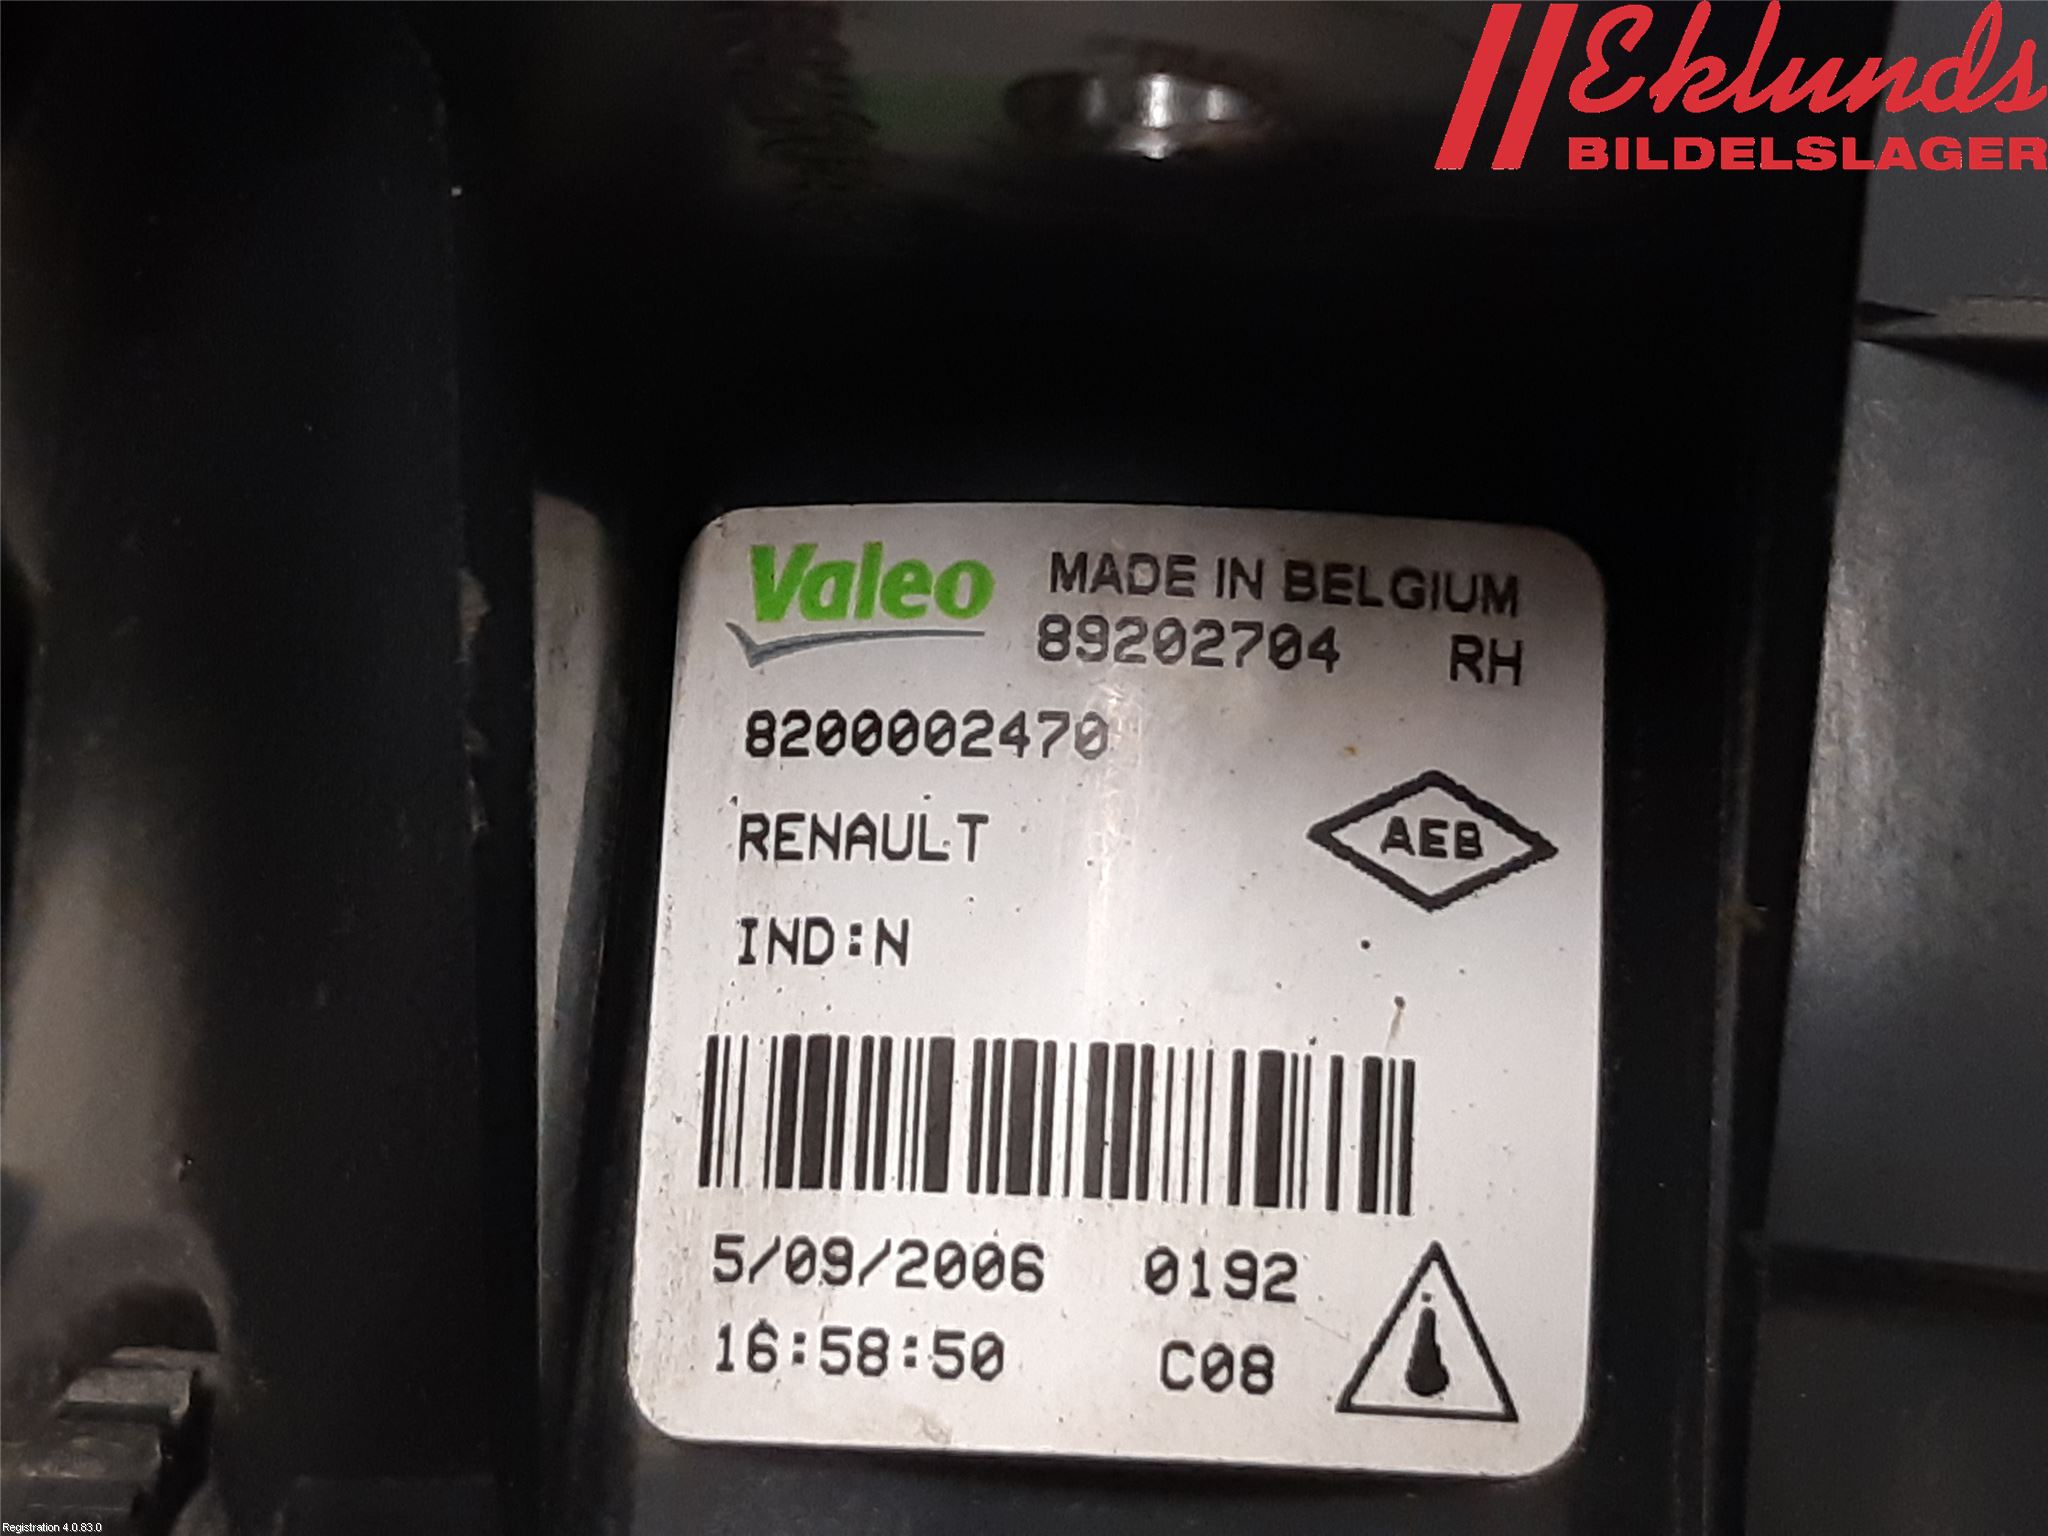 Eklunds
BILDELSLAGER
Valeo MADE IN BELGIUM
89202704 RH
8200002470
RENAULT
AEB
IND:N
5/09/2006 0192
16:58:50 C08
Registration 4.0.83.0